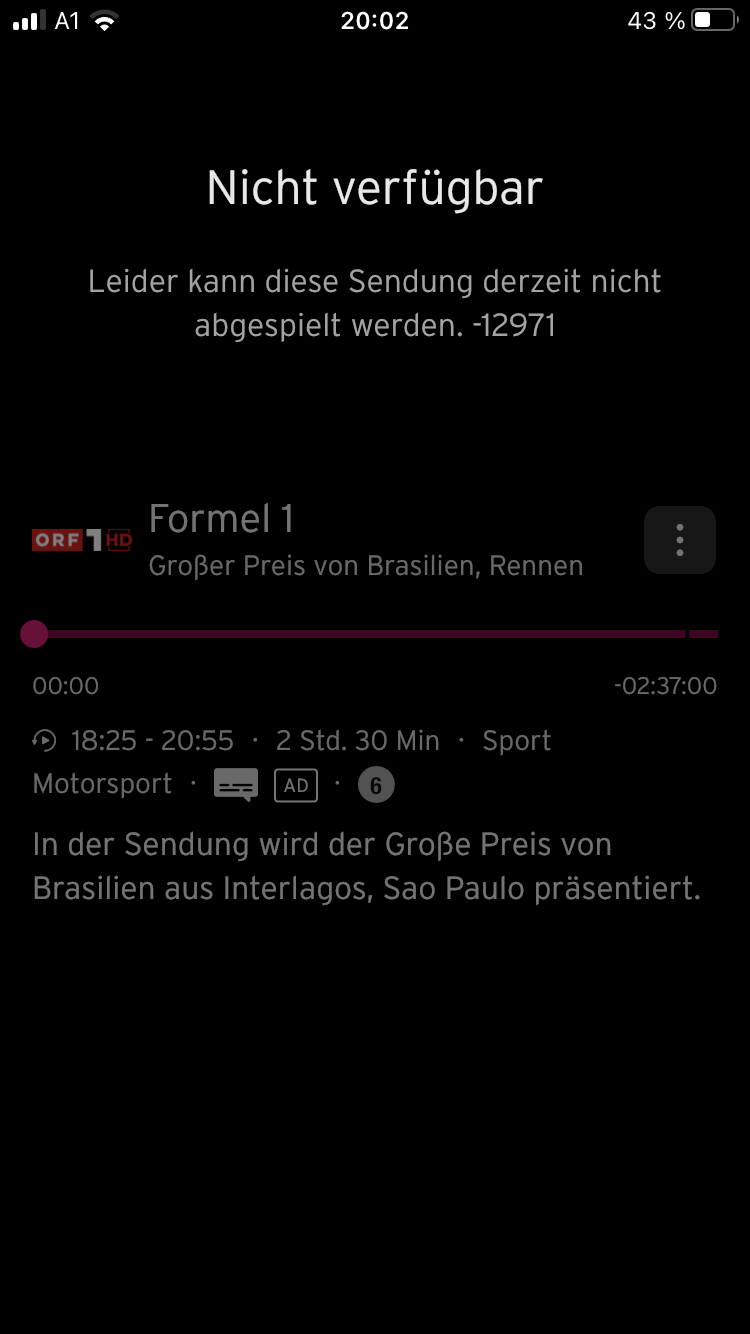 A1 20:02 43 %
Nicht verfügbar
Leider kann diese Sendung derzeit nicht
abgespielt werden. -12971
ORF 1 HD
Formel 1
Großer Preis von Brasilien, Rennen
00:00 -02:37:00
18:25 - 20:55 · 2 Std. 30 Min · Sport
Motorsport · AD · 6
In der Sendung wird der Große Preis von
Brasilien aus Interlagos, Sao Paulo präsentiert.